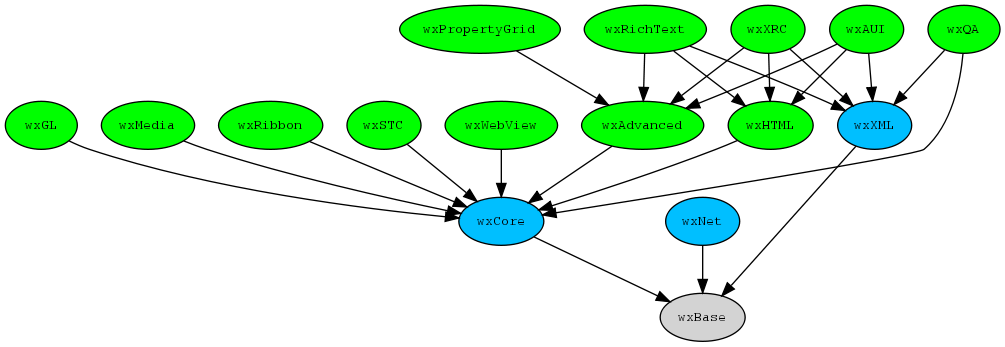 wxPropertyGrid
wxRichText
wxXRC
wxAUI
wxQA
wxGL
wxMedia
wxRibbon
wxSTC
wxWebView
wxAdvanced
wxHTML
wxXML
wxCore
wxNet
wxBase